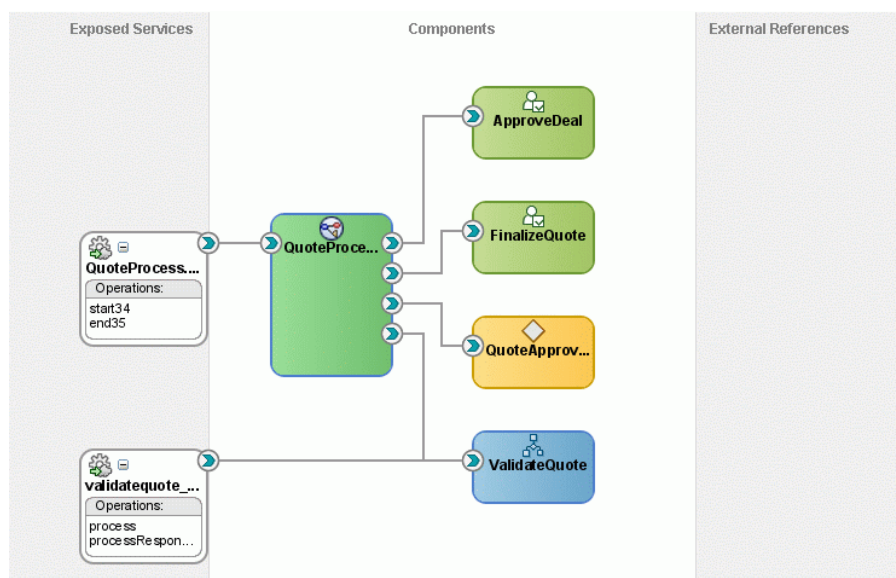 Exposed Services
Components
External References
ApproveDeal
FinalizeQuote
QuoteProcess....
Operations:
start34
end35
QuoteProce...
QuoteApprov...
validatequote_...
Operations:
process
processRespon...
ValidateQuote